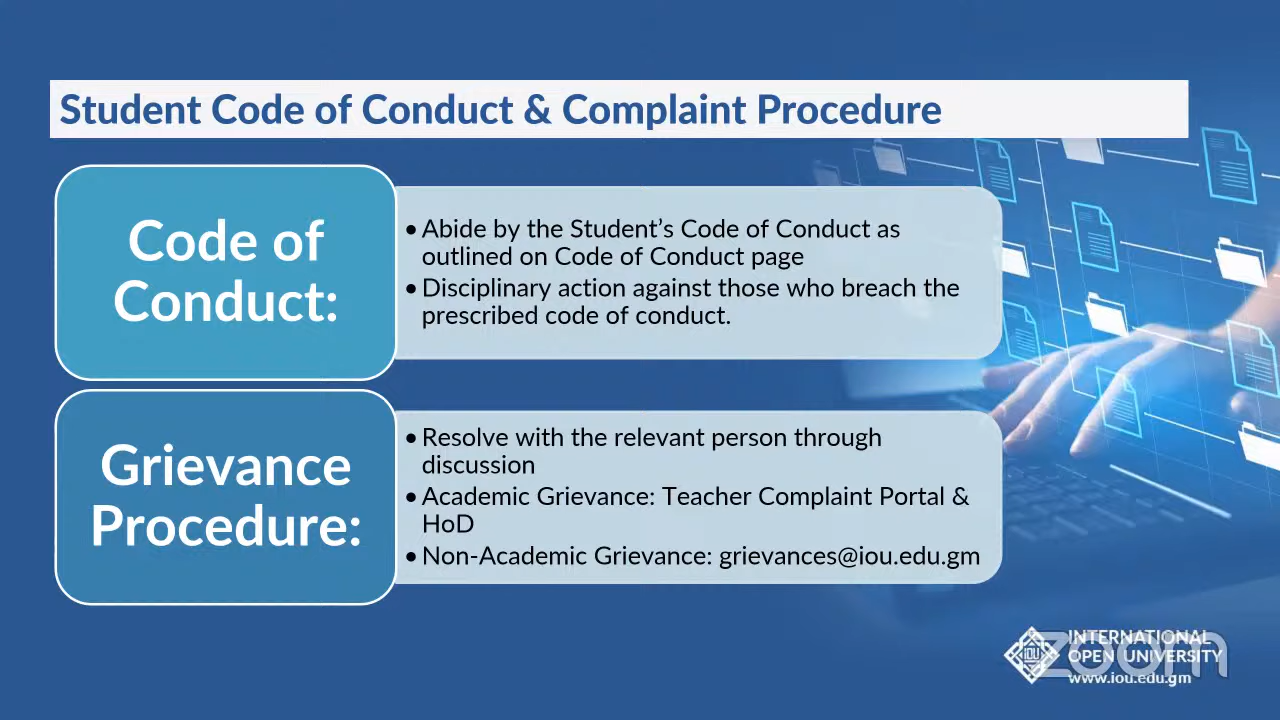 Student Code of Conduct & Complaint Procedure
Code of
Conduct:
• Abide by the Student’s Code of Conduct as
outlined on Code of Conduct page
• Disciplinary action against those who breach the
prescribed code of conduct.
Grievance
Procedure:
• Resolve with the relevant person through
discussion
• Academic Grievance: Teacher Complaint Portal &
HoD
• Non-Academic Grievance: grievances@iou.edu.gm
IOU
INTERNATIONAL
OPEN UNIVERSITY
www.iou.edu.gm
zoom